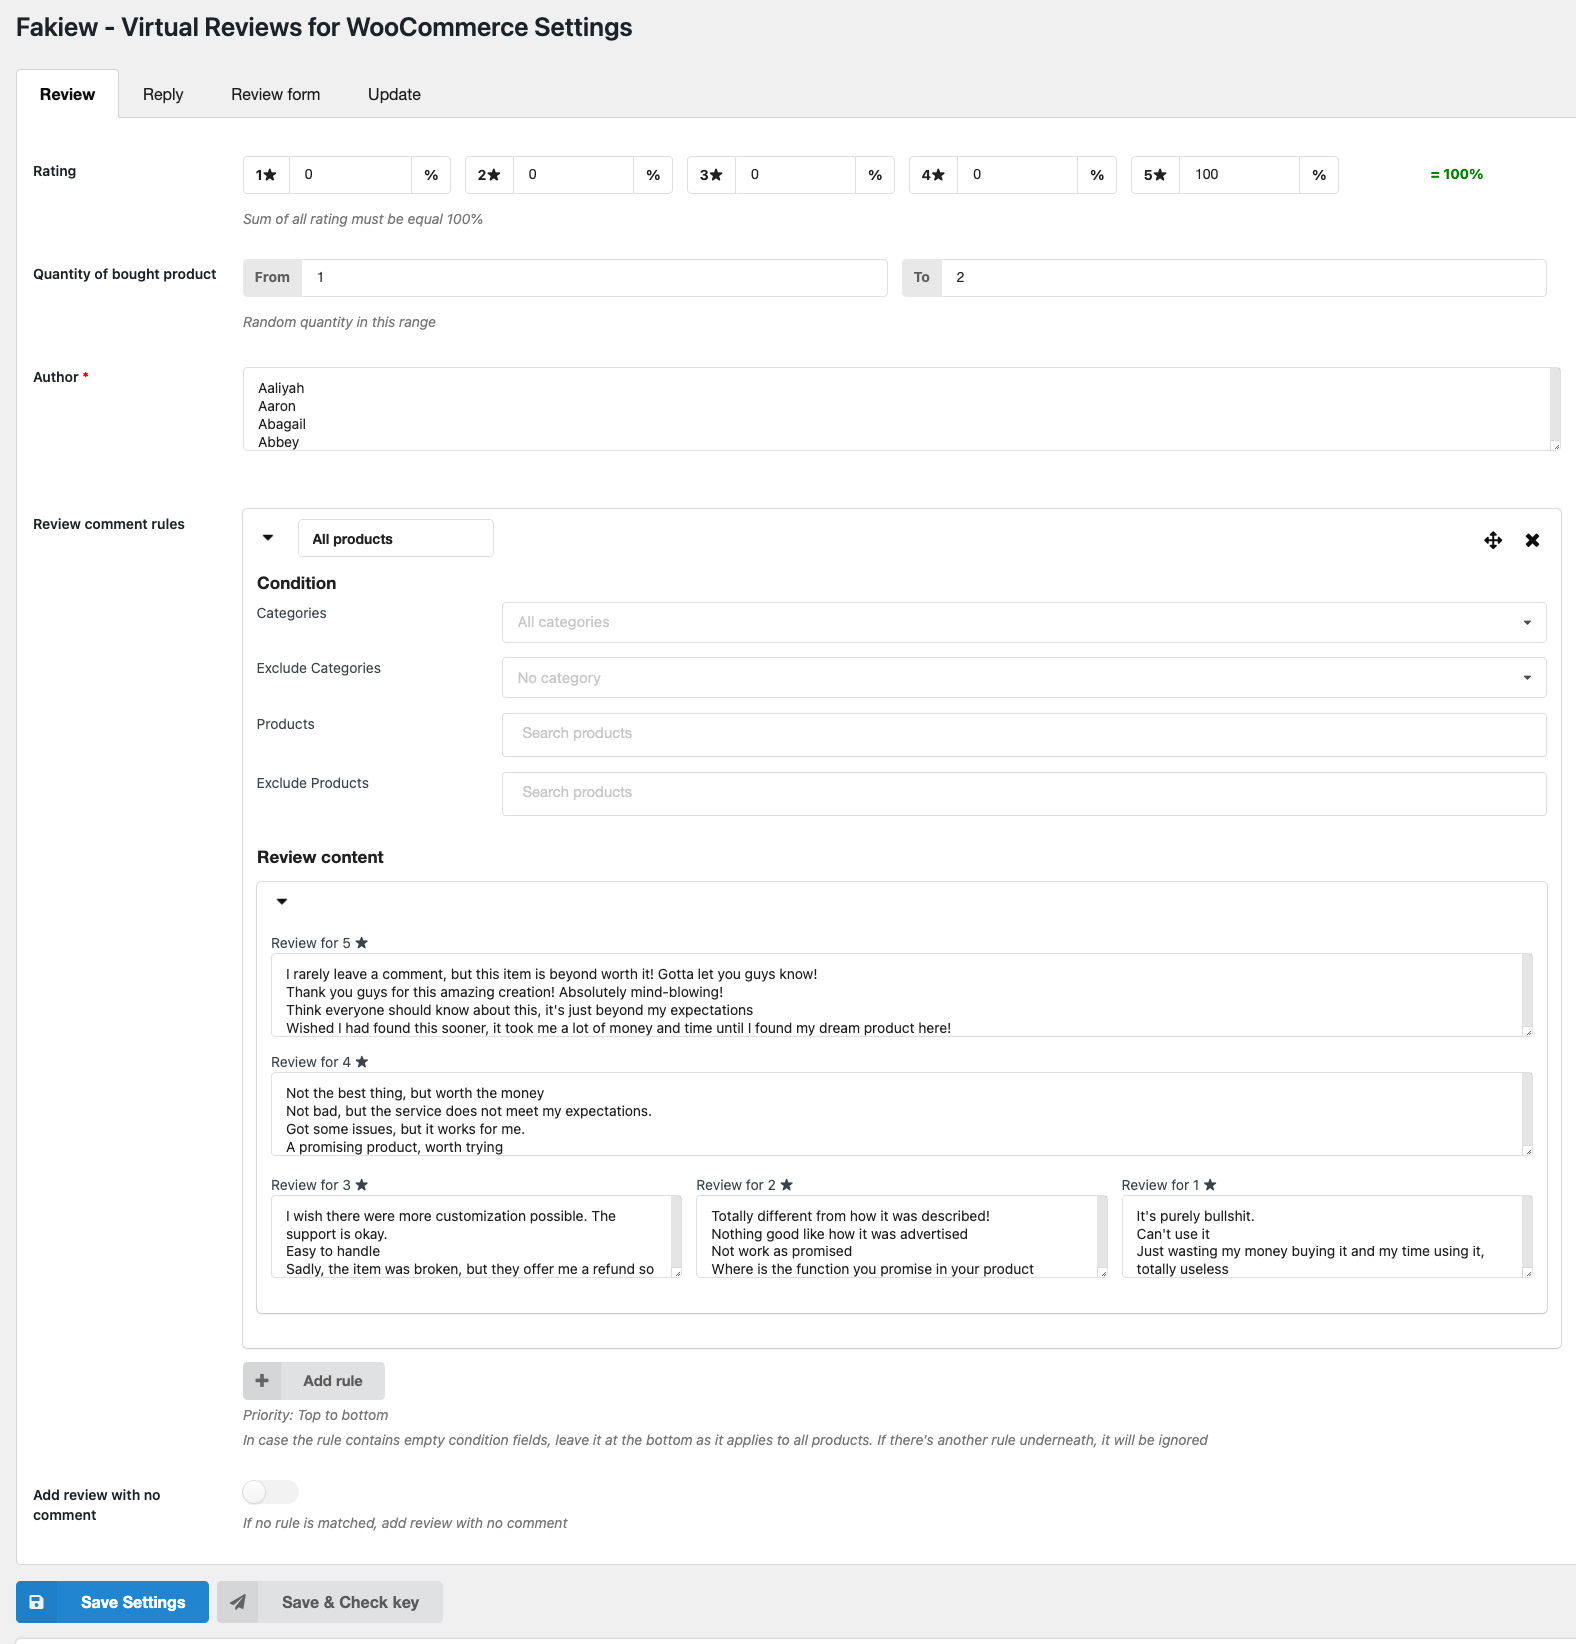 Fakiew - Virtual Reviews for WooCommerce Settings
Review Reply Review form Update
Rating 1★ 0 % 2★ 0 % 3★ 0 % 4★ 0 % 5★ 100 % = 100%
Sum of all rating must be equal 100%
Quantity of bought product From 1 To 2
Random quantity in this range
Author *
Aaliyah
Aaron
Abagail
Abbey
Review comment rules
All products
Condition
Categories All categories
Exclude Categories No category
Products Search products
Exclude Products Search products
Review content
Review for 5 ★
I rarely leave a comment, but this item is beyond worth it! Gotta let you guys know!
Thank you guys for this amazing creation! Absolutely mind-blowing!
Think everyone should know about this, it's just beyond my expectations
Wished I had found this sooner, it took me a lot of money and time until I found my dream product here!
Review for 4 ★
Not the best thing, but worth the money
Not bad, but the service does not meet my expectations.
Got some issues, but it works for me.
A promising product, worth trying
Review for 3 ★
I wish there were more customization possible. The
support is okay.
Easy to handle
Sadly, the item was broken, but they offer me a refund so
Review for 2 ★
Totally different from how it was described!
Nothing good like how it was advertised
Not work as promised
Where is the function you promise in your product
Review for 1 ★
It's purely bullshit.
Can't use it
Just wasting my money buying it and my time using it,
totally useless
Add rule
Priority: Top to bottom
In case the rule contains empty condition fields, leave it at the bottom as it applies to all products. If there's another rule underneath, it will be ignored
Add review with no
comment
If no rule is matched, add review with no comment
Save Settings Save & Check key